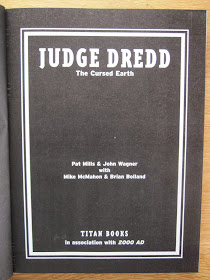 JUDGE DREDD
The Cursed Earth
Pat Mills & John Wagner
with
Mike McMahon & Brian Bolland
TITAN BOOKS
in association with 2000 AD